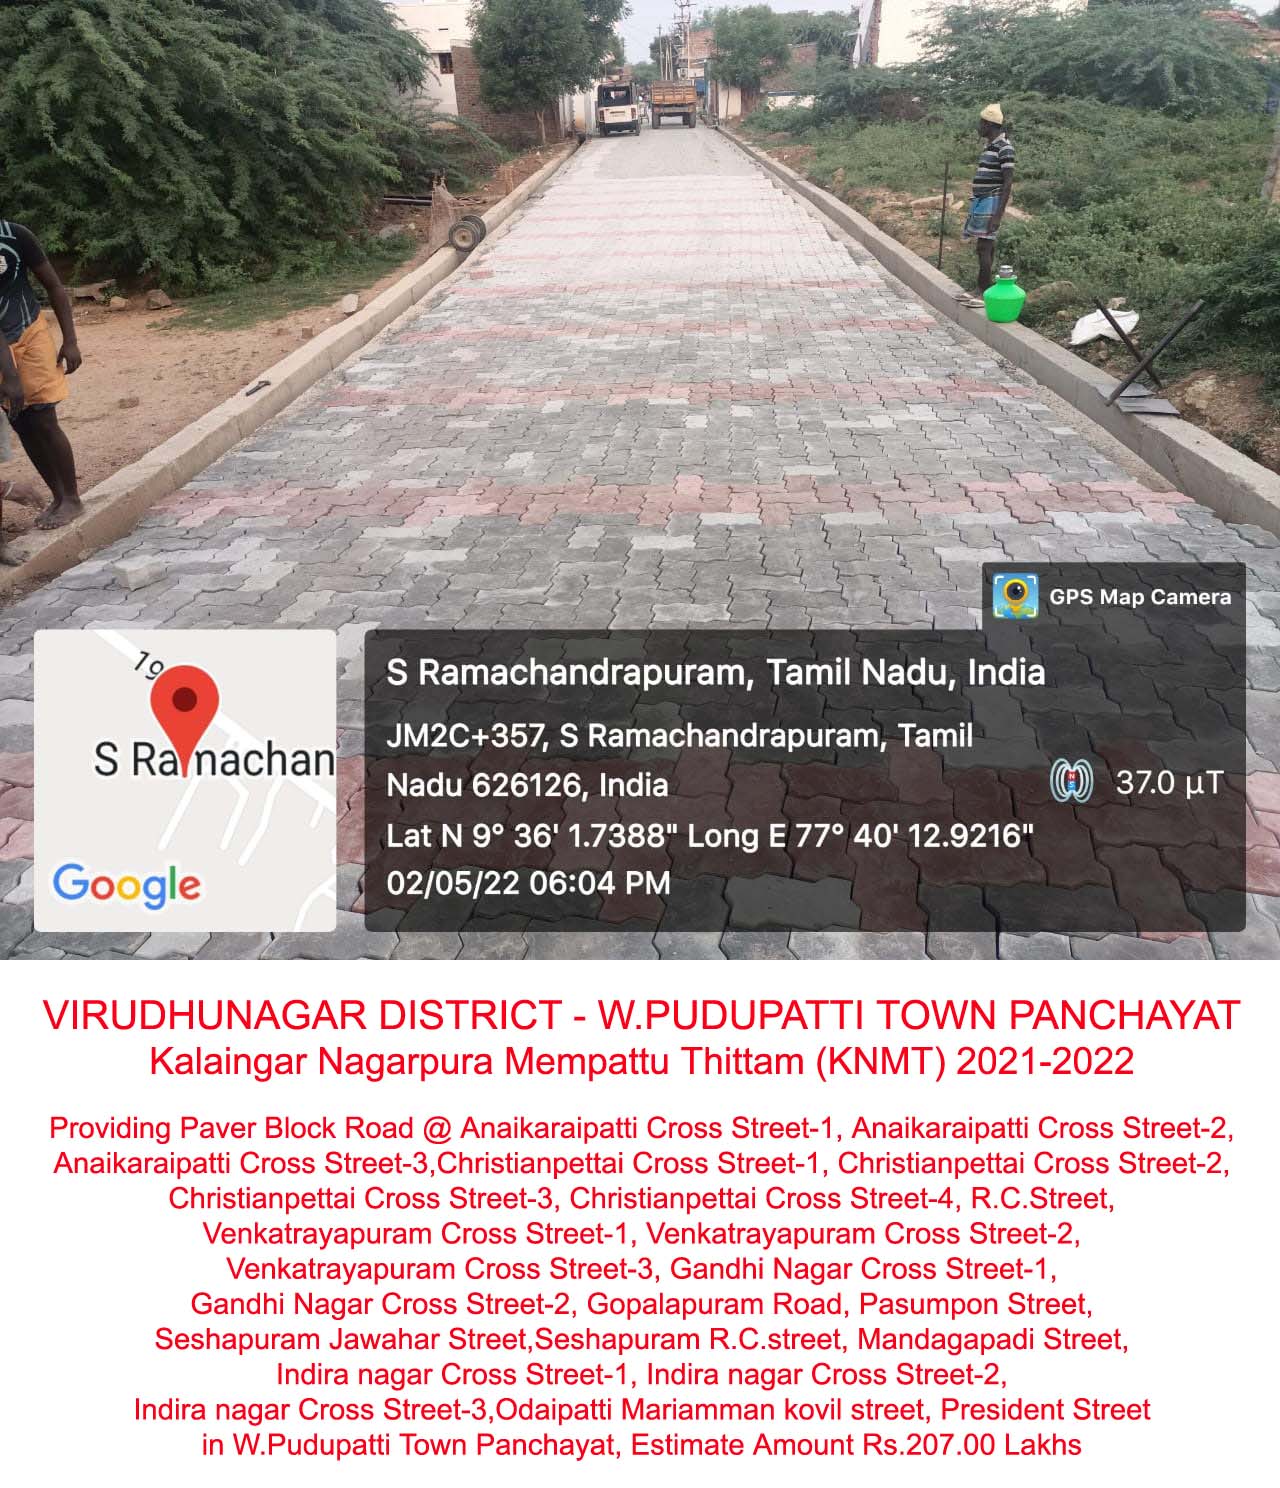 GPS Map Camera
S Ramachandrapuram, Tamil Nadu, India
JM2C+357, S Ramachandrapuram, Tamil
Nadu 626126, India
37.0 µT
Lat N 9° 36' 1.7388" Long E 77° 40' 12.9216"
02/05/22 06:04 PM
19
S Ramachan
Google
VIRUDHUNAGAR DISTRICT - W.PUDUPATTI TOWN PANCHAYAT
Kalaingar Nagarpura Mempattu Thittam (KNMT) 2021-2022
Providing Paver Block Road @ Anaikaraipatti Cross Street-1, Anaikaraipatti Cross Street-2,
Anaikaraipatti Cross Street-3,Christianpettai Cross Street-1, Christianpettai Cross Street-2,
Christianpettai Cross Street-3, Christianpettai Cross Street-4, R.C.Street,
Venkatrayapuram Cross Street-1, Venkatrayapuram Cross Street-2,
Venkatrayapuram Cross Street-3, Gandhi Nagar Cross Street-1,
Gandhi Nagar Cross Street-2, Gopalapuram Road, Pasumpon Street,
Seshapuram Jawahar Street,Seshapuram R.C.street, Mandagapadi Street,
Indira nagar Cross Street-1, Indira nagar Cross Street-2,
Indira nagar Cross Street-3,Odaipatti Mariamman kovil street, President Street
in W.Pudupatti Town Panchayat, Estimate Amount Rs.207.00 Lakhs